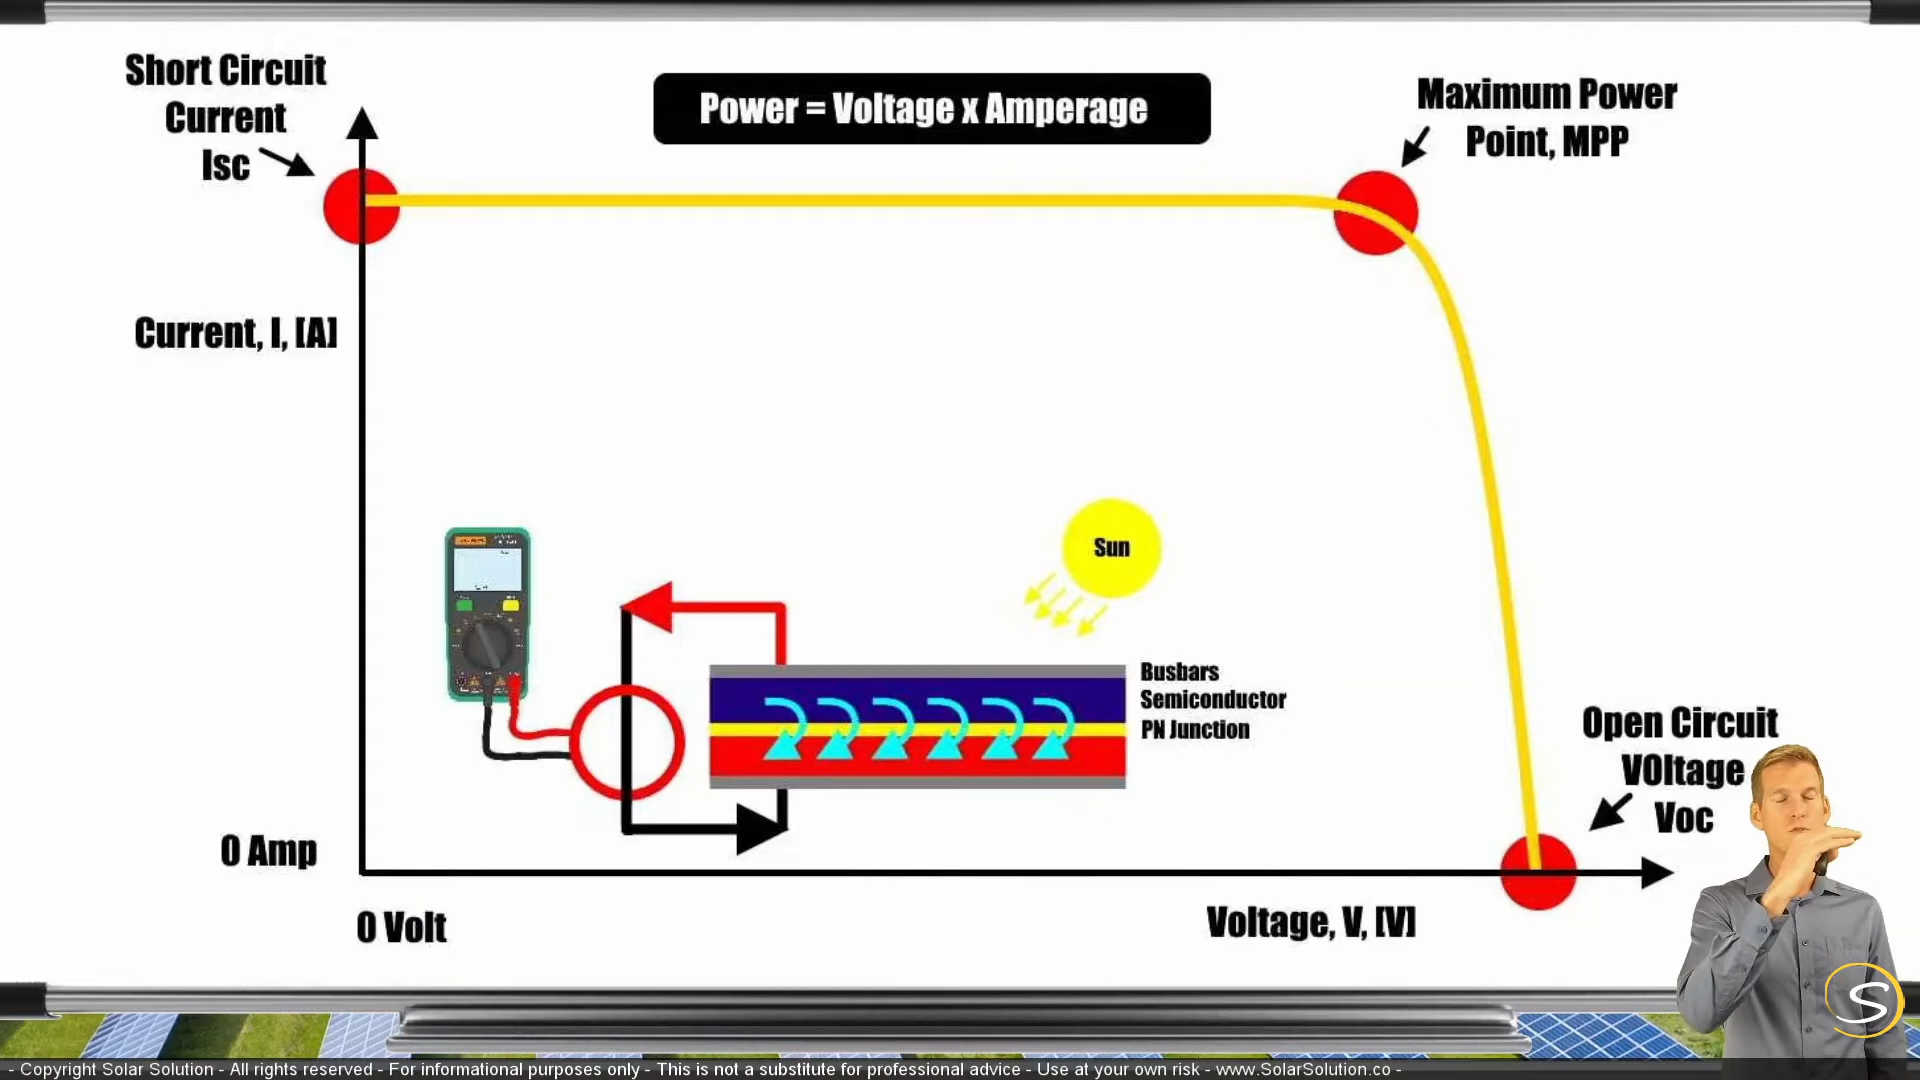 Short Circuit
Current
Isc
Power = Voltage x Amperage
Maximum Power
Point, MPP
Current, I, [A]
Sun
Busbars
Semiconductor
PN Junction
Open Circuit
VOltage
Voc
0 Amp
0 Volt
Voltage, V, [V]
S
- Copyright Solar Solution - All rights reserved - For informational purposes only - This is not a substitute for professional advice - Use at your own risk - www.SolarSolution.co -